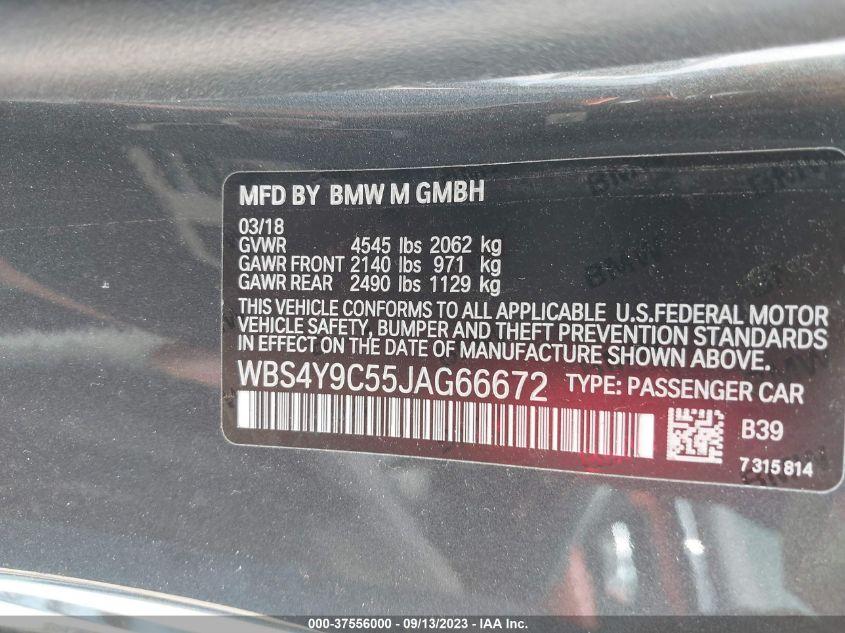 MFD BY BMW M GMBH
03/18
GVWR 4545 lbs 2062 kg
GAWR FRONT 2140 lbs 971 kg
GAWR REAR 2490 lbs 1129 kg
THIS VEHICLE CONFORMS TO ALL APPLICABLE U.S.FEDERAL MOTOR
VEHICLE SAFETY, BUMPER AND THEFT PREVENTION STANDARDS
IN EFFECT ON THE DATE OF MANUFACTURE SHOWN ABOVE.
WBS4Y9C55JAG66672 TYPE: PASSENGER CAR
B39
7 315 814
000-37556000 - 09/13/2023 - IAA Inc.